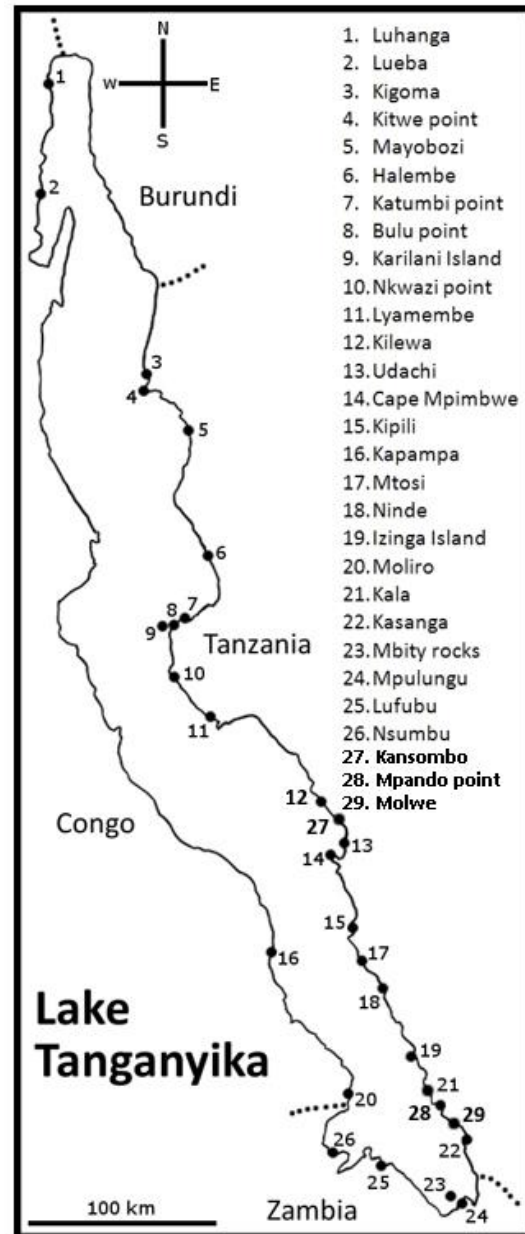 N
W E
S
1. Luhanga
2. Lueba
3. Kigoma
4. Kitwe point
5. Mayobozi
6. Halembe
7. Katumbi point
8. Bulu point
9. Karilani Island
10. Nkwazi point
11. Lyamembe
12. Kilewa
13. Udachi
14. Cape Mpimbwe
15. Kipili
16. Kapampa
17. Mtosi
18. Ninde
19. Izinga Island
20. Moliro
21. Kala
22. Kasanga
23. Mbity rocks
24. Mpulungu
25. Lufubu
26. Nsumbu
27. Kansombo
28. Mpando point
29. Molwe
1
2
Burundi
3
4
5
6
7
8
9
Tanzania
10
11
12
27
13
14
Congo
15
16
17
18
Lake
Tanganyika
19
20
21
28
29
22
26
25
23
24
Zambia
100 km